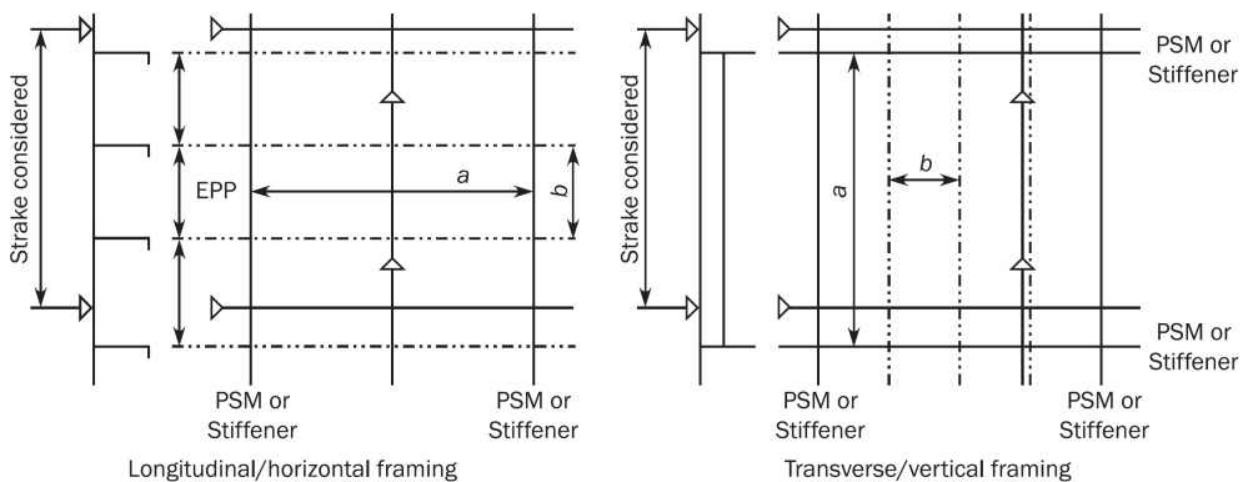 Strake considered
EPP
a
b
PSM or
Stiffener
PSM or
Stiffener
Longitudinal/horizontal framing
Strake considered
a
b
PSM or
Stiffener
PSM or
Stiffener
PSM or
Stiffener
PSM or
Stiffener
Transverse/vertical framing